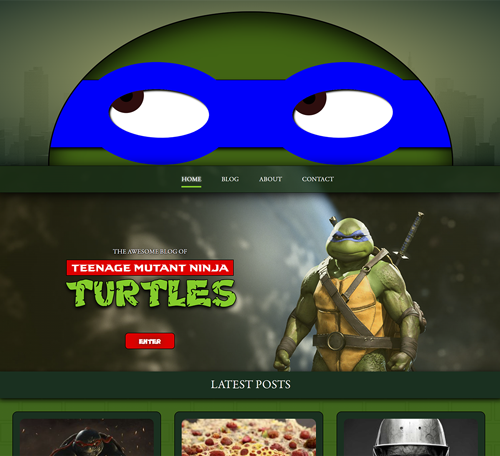 HOME BLOG ABOUT CONTACT
THE AWESOME BLOG OF
TEENAGE MUTANT NINJA
TURTLES
ENTER
LATEST POSTS